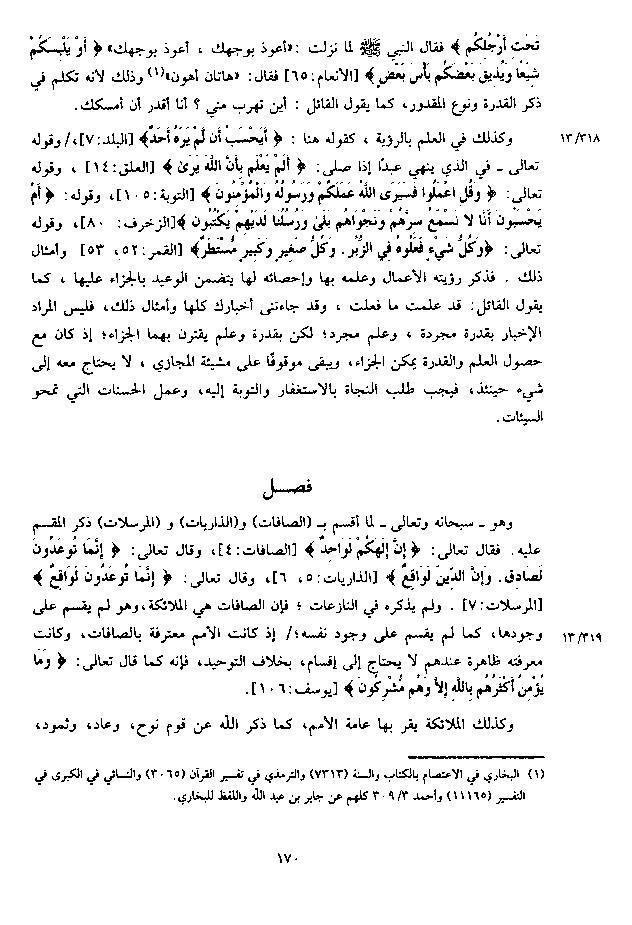 تَحْتِ أَرْجُلِكُم ﴾ فقال النبي ﷺ لما نزلت : «أعوذ بوجهك ، أعوذ بوجهك» ﴿ أَوْ يَلْبِسَكُمْ
شِيَعًا وَيُذِيقَ بَعْضَكُم بَأْسَ بَعْضٍ ﴾ [الأنعام:٦٥] فقال: «هاتان أهون»(١) وذلك لأنه تكلم في
ذكر القدرة ونوع المقدور، كما يقول القائل : أين تهرب مني ؟ أنا أقدر أن أمسكك.
وكذلك في العلم بالرؤية ، كقوله هنا : ﴿ أَيَحْسَبُ أَن لَّمْ يَرَهُ أَحَدٌ ﴾ [البلد:٧]،/ وقوله ١٣/٣١٨
تعالى ـ في الذي ينهي عبدًا إذا صلى: ﴿ أَلَمْ يَعْلَم بِأَنَّ اللَّهَ يَرَىٰ ﴾ [العلق:١٤] ، وقوله
تعالى: ﴿ وَقُلِ اعْمَلُوا فَسَيَرَى اللَّهُ عَمَلَكُمْ وَرَسُولُهُ وَالْمُؤْمِنُونَ ﴾ [التوبة:١٠٥]، وقوله: ﴿ أَمْ
يَحْسَبُونَ أَنَّا لا نَسْمَعُ سِرَّهُمْ وَنَجْوَاهُم بَلَىٰ وَرُسُلُنَا لَدَيْهِمْ يَكْتُبُونَ ﴾[الزخرف: ٨٠]، وقوله
تعالى: ﴿وَكُلُّ شَيْءٍ فَعَلُوهُ فِي الزُّبُرِ. وَكُلُّ صَغِيرٍ وَكَبِيرٍ مُّسْتَطَرٌ﴾ [القمر:٥٢، ٥٣] وأمثال
ذلك . فذكر رؤيته الأعمال وعلمه بها وإحصائه لها يتضمن الوعيد بالجزاء عليها ، كما
يقول القائل: قد علمت ما فعلت ، وقد جاءتنى أخبارك كلها وأمثال ذلك، فليس المراد
الإخبار بقدرة مجردة ، وعلم مجرد؛ لكن بقدرة وعلم يقترن بهما الجزاء؛ إذ كان مع
حصول العلم والقدرة يمكن الجزاء، ويبقى موقوفًا على مشيئة المجازي ، لا يحتاج معه إلى
شيء حينئذ، فيجب طلب النجاة بالاستغفار والتوبة إليه، وعمل الحسنات التي تمحو
السيئات.
فصـــل
وهو ـ سبحانه وتعالى ـ لما أقسم بـ (الصافات) و(الذاريات) و (المرسلات) ذكر المقسم
عليه. فقال تعالى: ﴿ إِنَّ إِلَهَكُمْ لَوَاحِدٌ ﴾ [الصافات:٤]، وقال تعالى: ﴿ إِنَّمَا تُوعَدُونَ
لَصَادِقٌ. وَإِنَّ الدِّينَ لَوَاقِعٌ ﴾ [الذاريات:٥، ٦]، وقال تعالى: ﴿ إِنَّمَا تُوعَدُونَ لَوَاقِعٌ ﴾
[المرسلات:٧] . ولم يذكره في النازعات ؛ فإن الصافات هي الملائكة،وهو لم يقسم على
وجودها، كما لم يقسم على وجود نفسه؛/ إذ كانت الأمم معترفة بالصافات، وكانت ١٣/٣١٩
معرفته ظاهرة عندهم لا يحتاج إلى إقسام، بخلاف التوحيد، فإنه كما قال تعالى: ﴿ وَمَا
يُؤْمِنُ أَكْثَرُهُم بِاللَّهِ إِلاَّ وَهُم مُّشْرِكُونَ ﴾ [يوسف:١٠٦].
وكذلك الملائكة يقر بها عامة الأمم، كما ذكر الله عن قوم نوح، وعاد، وثمود،
(١) البخاري في الاعتصام بالكتاب والسنة (٧٣١٣) والترمذي في تفسير القرآن (٣٠٦٥) والنسائي في الكبرى في
التفسير (١١١٦٥) وأحمد ٣/ ٣٠٩ كلهم عن جابر بن عبد الله واللفظ للبخاري.
١٧٠